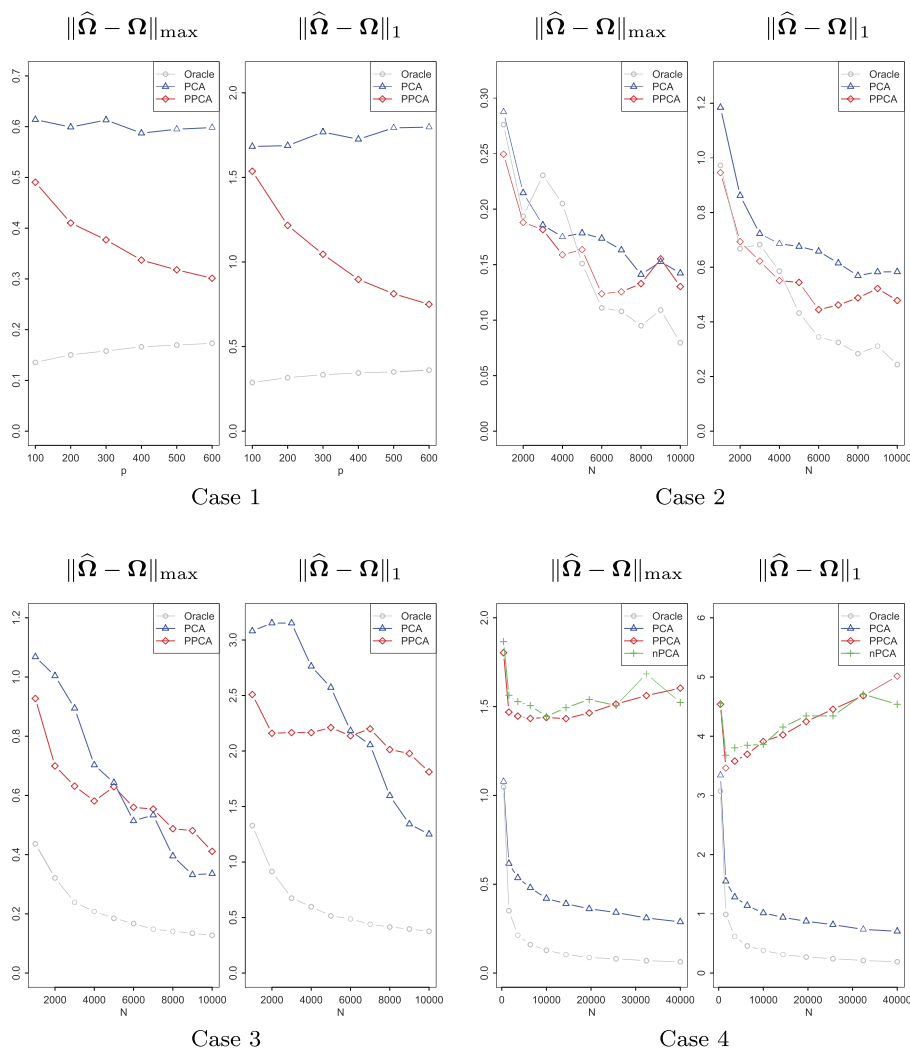 ‖Ω̂ − Ω‖max ‖Ω̂ − Ω‖1 ‖Ω̂ − Ω‖max ‖Ω̂ − Ω‖1
Oracle
PCA
PPCA
0.0 0.1 0.2 0.3 0.4 0.5 0.6 0.7
100 200 300 400 500 600
p
Oracle
PCA
PPCA
0.0 0.5 1.0 1.5 2.0
100 200 300 400 500 600
p
Case 1
Oracle
PCA
PPCA
0.00 0.05 0.10 0.15 0.20 0.25 0.30
2000 4000 6000 8000 10000
N
Oracle
PCA
PPCA
0.0 0.2 0.4 0.6 0.8 1.0 1.2
2000 4000 6000 8000 10000
N
Case 2
‖Ω̂ − Ω‖max ‖Ω̂ − Ω‖1 ‖Ω̂ − Ω‖max ‖Ω̂ − Ω‖1
Oracle
PCA
PPCA
0.0 0.2 0.4 0.6 0.8 1.0 1.2
2000 4000 6000 8000 10000
N
Oracle
PCA
PPCA
0.0 0.5 1.0 1.5 2.0 2.5 3.0
2000 4000 6000 8000 10000
N
Case 3
Oracle
PCA
PPCA
nPCA
0.0 0.5 1.0 1.5 2.0
0 10000 20000 30000 40000
N
Oracle
PCA
PPCA
nPCA
0 1 2 3 4 5 6
0 10000 20000 30000 40000
N
Case 4